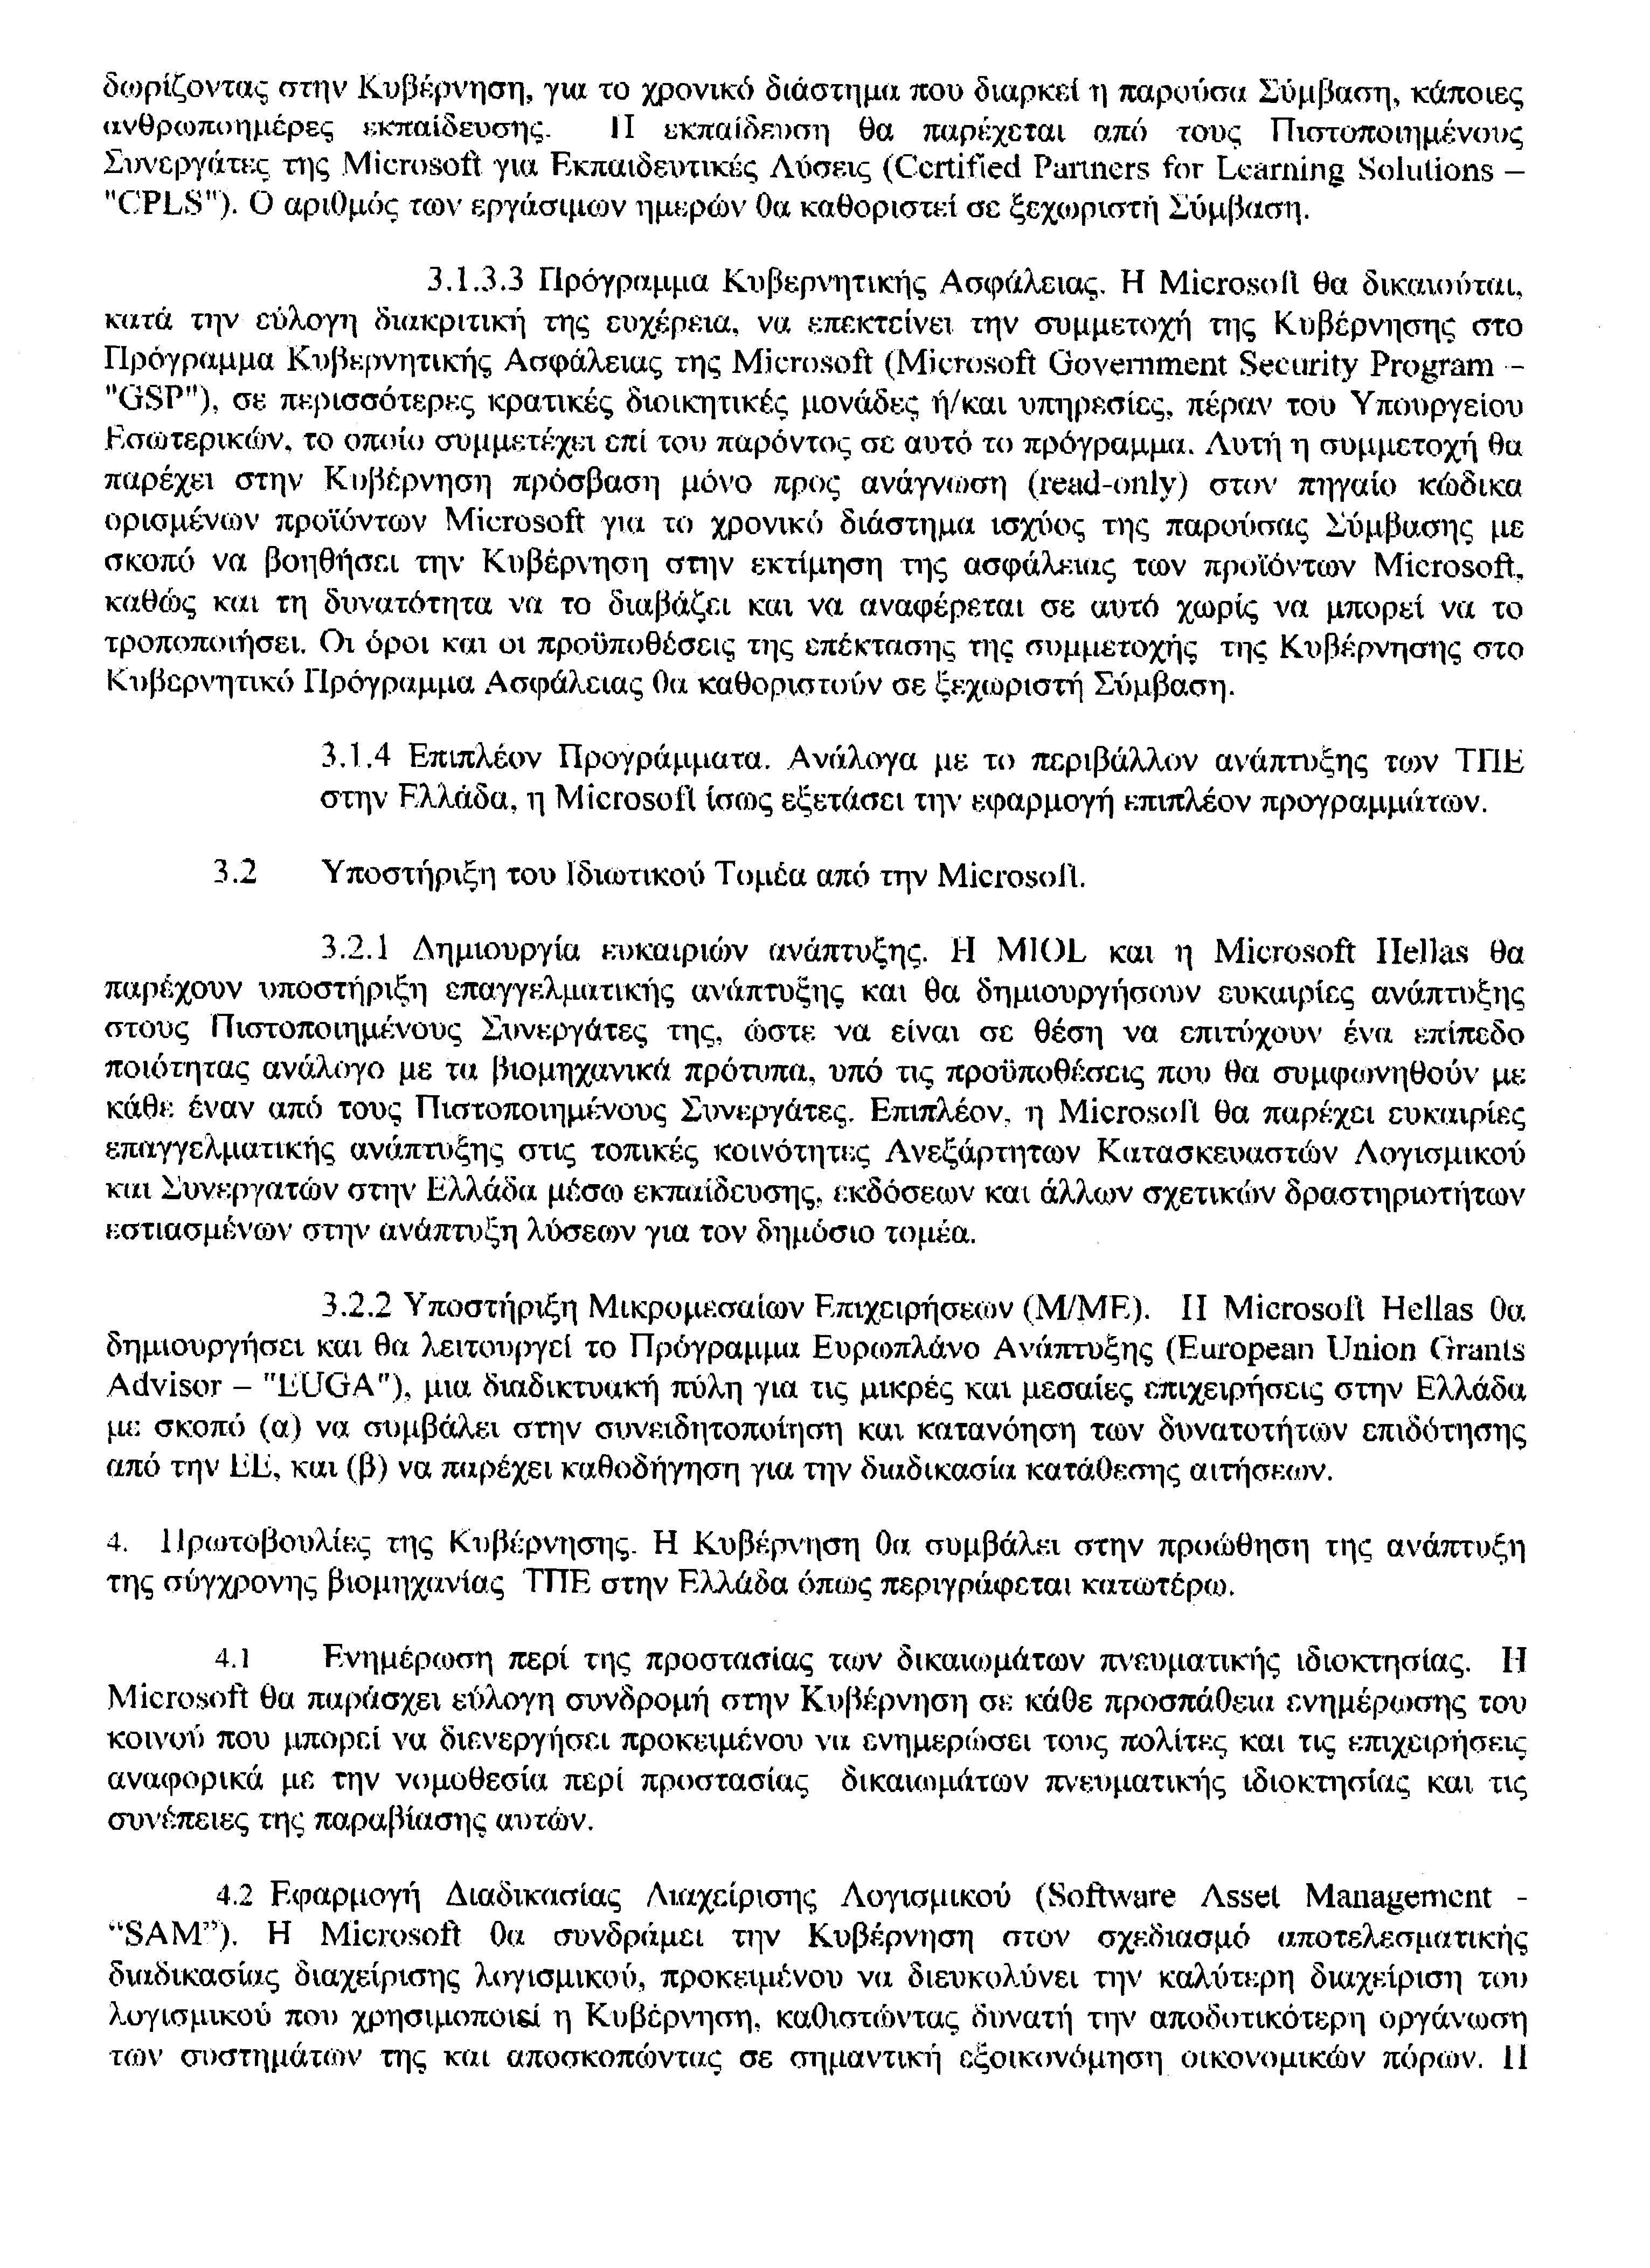 δωρίζοντας στην Κυβέρνηση, για το χρονικό διάστημα που διαρκεί η παρούσα Σύμβαση, κάποιες
ανθρωποημέρες εκπαίδευσης. Η εκπαίδευση θα παρέχεται από τους Πιστοποιημένους
Συνεργάτες της Microsoft για Εκπαιδευτικές Λύσεις (Certified Partners for Learning Solutions –
"CPLS"). Ο αριθμός των εργάσιμων ημερών θα καθοριστεί σε ξεχωριστή Σύμβαση.
3.1.3.3 Πρόγραμμα Κυβερνητικής Ασφάλειας. Η Microsoft θα δικαιούται,
κατά την εύλογη διακριτική της ευχέρεια, να επεκτείνει την συμμετοχή της Κυβέρνησης στο
Πρόγραμμα Κυβερνητικής Ασφάλειας της Microsoft (Microsoft Government Security Program -
"GSP"), σε περισσότερες κρατικές διοικητικές μονάδες ή/και υπηρεσίες, πέραν του Υπουργείου
Εσωτερικών, το οποίο συμμετέχει επί του παρόντος σε αυτό το πρόγραμμα. Αυτή η συμμετοχή θα
παρέχει στην Κυβέρνηση πρόσβαση μόνο προς ανάγνωση (read-only) στον πηγαίο κώδικα
ορισμένων προϊόντων Microsoft για το χρονικό διάστημα ισχύος της παρούσας Σύμβασης με
σκοπό να βοηθήσει την Κυβέρνηση στην εκτίμηση της ασφάλειας των προϊόντων Microsoft,
καθώς και τη δυνατότητα να το διαβάζει και να αναφέρεται σε αυτό χωρίς να μπορεί να το
τροποποιήσει. Οι όροι και οι προϋποθέσεις της επέκτασης της συμμετοχής της Κυβέρνησης στο
Κυβερνητικό Πρόγραμμα Ασφάλειας θα καθοριστούν σε ξεχωριστή Σύμβαση.
3.1.4 Επιπλέον Προγράμματα. Ανάλογα με το περιβάλλον ανάπτυξης των ΤΠΕ
στην Ελλάδα, η Microsoft ίσως εξετάσει την εφαρμογή επιπλέον προγραμμάτων.
3.2 Υποστήριξη του Ιδιωτικού Τομέα από την Microsoft.
3.2.1 Δημιουργία ευκαιριών ανάπτυξης. Η MIOL και η Microsoft Hellas θα
παρέχουν υποστήριξη επαγγελματικής ανάπτυξης και θα δημιουργήσουν ευκαιρίες ανάπτυξης
στους Πιστοποιημένους Συνεργάτες της, ώστε να είναι σε θέση να επιτύχουν ένα επίπεδο
ποιότητας ανάλογο με τα βιομηχανικά πρότυπα, υπό τις προϋποθέσεις που θα συμφωνηθούν με
κάθε έναν από τους Πιστοποιημένους Συνεργάτες. Επιπλέον, η Microsoft θα παρέχει ευκαιρίες
επαγγελματικής ανάπτυξης στις τοπικές κοινότητες Ανεξάρτητων Κατασκευαστών Λογισμικού
και Συνεργατών στην Ελλάδα μέσω εκπαίδευσης, εκδόσεων και άλλων σχετικών δραστηριοτήτων
εστιασμένων στην ανάπτυξη λύσεων για τον δημόσιο τομέα.
3.2.2 Υποστήριξη Μικρομεσαίων Επιχειρήσεων (Μ/ΜΕ). Η Microsoft Hellas θα
δημιουργήσει και θα λειτουργεί το Πρόγραμμα Ευρωπλάνο Ανάπτυξης (European Union Grants
Advisor – "EUGA"), μια διαδικτυακή πύλη για τις μικρές και μεσαίες επιχειρήσεις στην Ελλάδα
με σκοπό (α) να συμβάλει στην συνειδητοποίηση και κατανόηση των δυνατοτήτων επιδότησης
από την ΕΕ, και (β) να παρέχει καθοδήγηση για την διαδικασία κατάθεσης αιτήσεων.
4. Πρωτοβουλίες της Κυβέρνησης. Η Κυβέρνηση θα συμβάλει στην προώθηση της ανάπτυξη
της σύγχρονης βιομηχανίας ΤΠΕ στην Ελλάδα όπως περιγράφεται κατωτέρω.
4.1 Ενημέρωση περί της προστασίας των δικαιωμάτων πνευματικής ιδιοκτησίας. Η
Microsoft θα παράσχει εύλογη συνδρομή στην Κυβέρνηση σε κάθε προσπάθεια ενημέρωσης του
κοινού που μπορεί να διενεργήσει προκειμένου να ενημερώσει τους πολίτες και τις επιχειρήσεις
αναφορικά με την νομοθεσία περί προστασίας δικαιωμάτων πνευματικής ιδιοκτησίας και τις
συνέπειες της παραβίασης αυτών.
4.2 Εφαρμογή Διαδικασίας Διαχείρισης Λογισμικού (Software Asset Management -
“SAM”). Η Microsoft θα συνδράμει την Κυβέρνηση στον σχεδιασμό αποτελεσματικής
διαδικασίας διαχείρισης λογισμικού, προκειμένου να διευκολύνει την καλύτερη διαχείριση του
λογισμικού που χρησιμοποιεί η Κυβέρνηση, καθιστώντας δυνατή την αποδοτικότερη οργάνωση
των συστημάτων της και αποσκοπώντας σε σημαντική εξοικονόμηση οικονομικών πόρων. Η